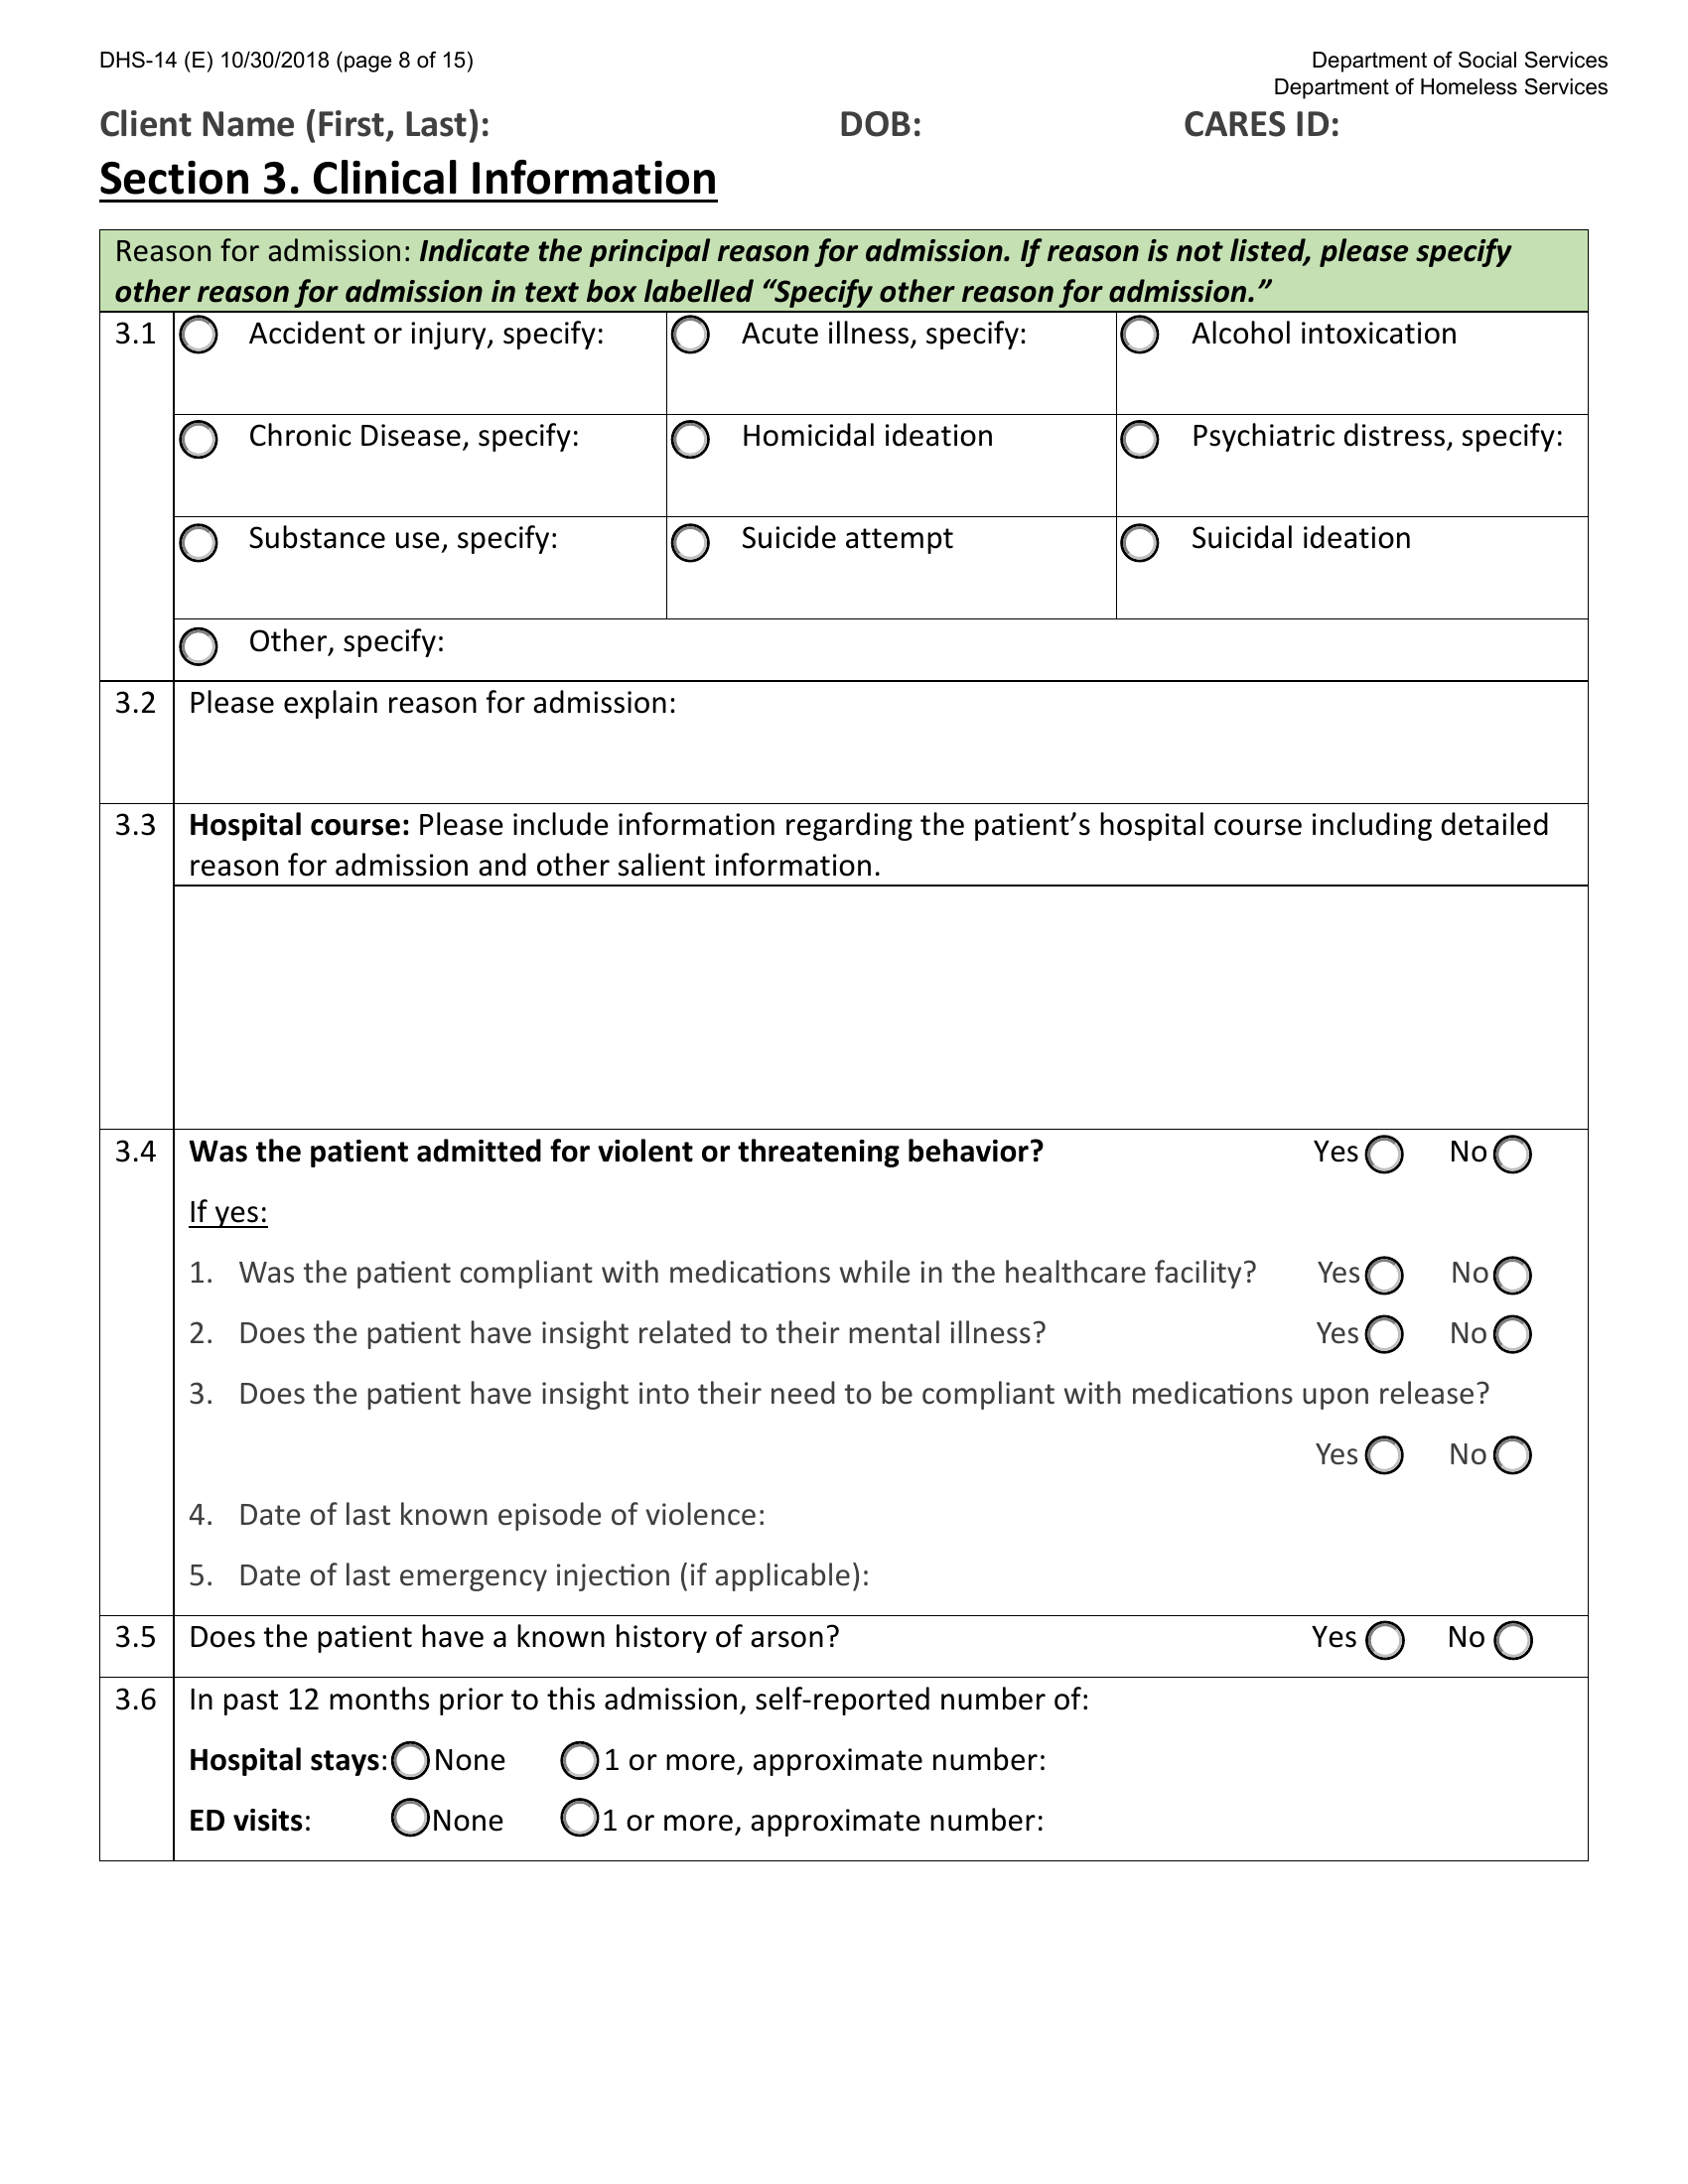 DHS-14 (E) 10/30/2018 (page 8 of 15)
Department of Social Services
Department of Homeless Services
Client Name (First, Last): DOB: CARES ID:
Section 3. Clinical Information
Reason for admission: Indicate the principal reason for admission. If reason is not listed, please specify
other reason for admission in text box labelled “Specify other reason for admission.”
3.1 Accident or injury, specify: Acute illness, specify: Alcohol intoxication
Chronic Disease, specify: Homicidal ideation Psychiatric distress, specify:
Substance use, specify: Suicide attempt Suicidal ideation
Other, specify:
3.2 Please explain reason for admission:
3.3 Hospital course: Please include information regarding the patient’s hospital course including detailed
reason for admission and other salient information.
3.4 Was the patient admitted for violent or threatening behavior? Yes No
If yes:
1. Was the patient compliant with medications while in the healthcare facility? Yes No
2. Does the patient have insight related to their mental illness? Yes No
3. Does the patient have insight into their need to be compliant with medications upon release?
Yes No
4. Date of last known episode of violence:
5. Date of last emergency injection (if applicable):
3.5 Does the patient have a known history of arson? Yes No
3.6 In past 12 months prior to this admission, self-reported number of:
Hospital stays: None 1 or more, approximate number:
ED visits: None 1 or more, approximate number: